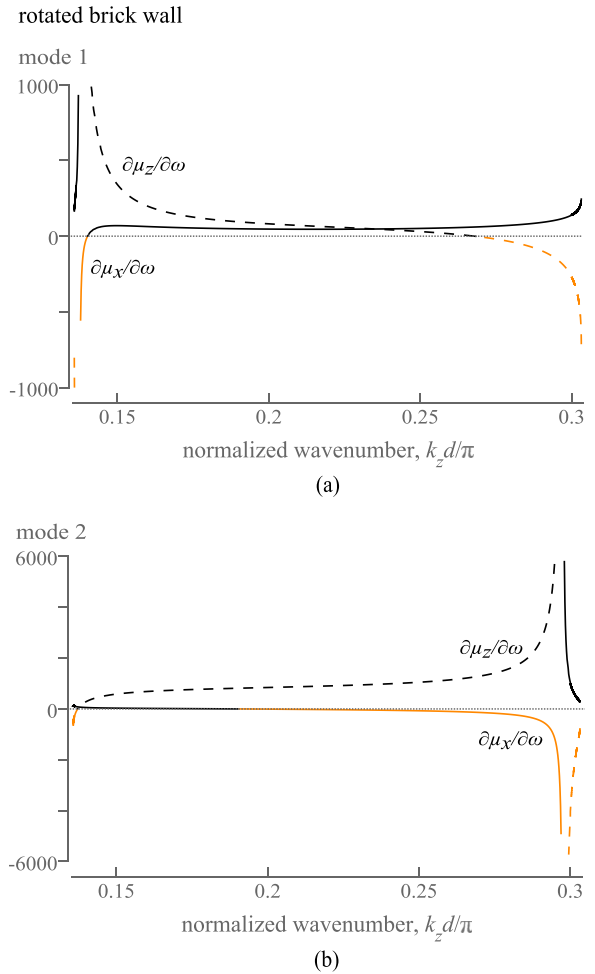 rotated brick wall
mode 1
1000
∂μz/∂ω
0
∂μx/∂ω
-1000
0.15
0.2
0.25
0.3
normalized wavenumber, kzd/π
(a)
mode 2
6000
∂μz/∂ω
0
∂μx/∂ω
-6000
0.15
0.2
0.25
0.3
normalized wavenumber, kzd/π
(b)